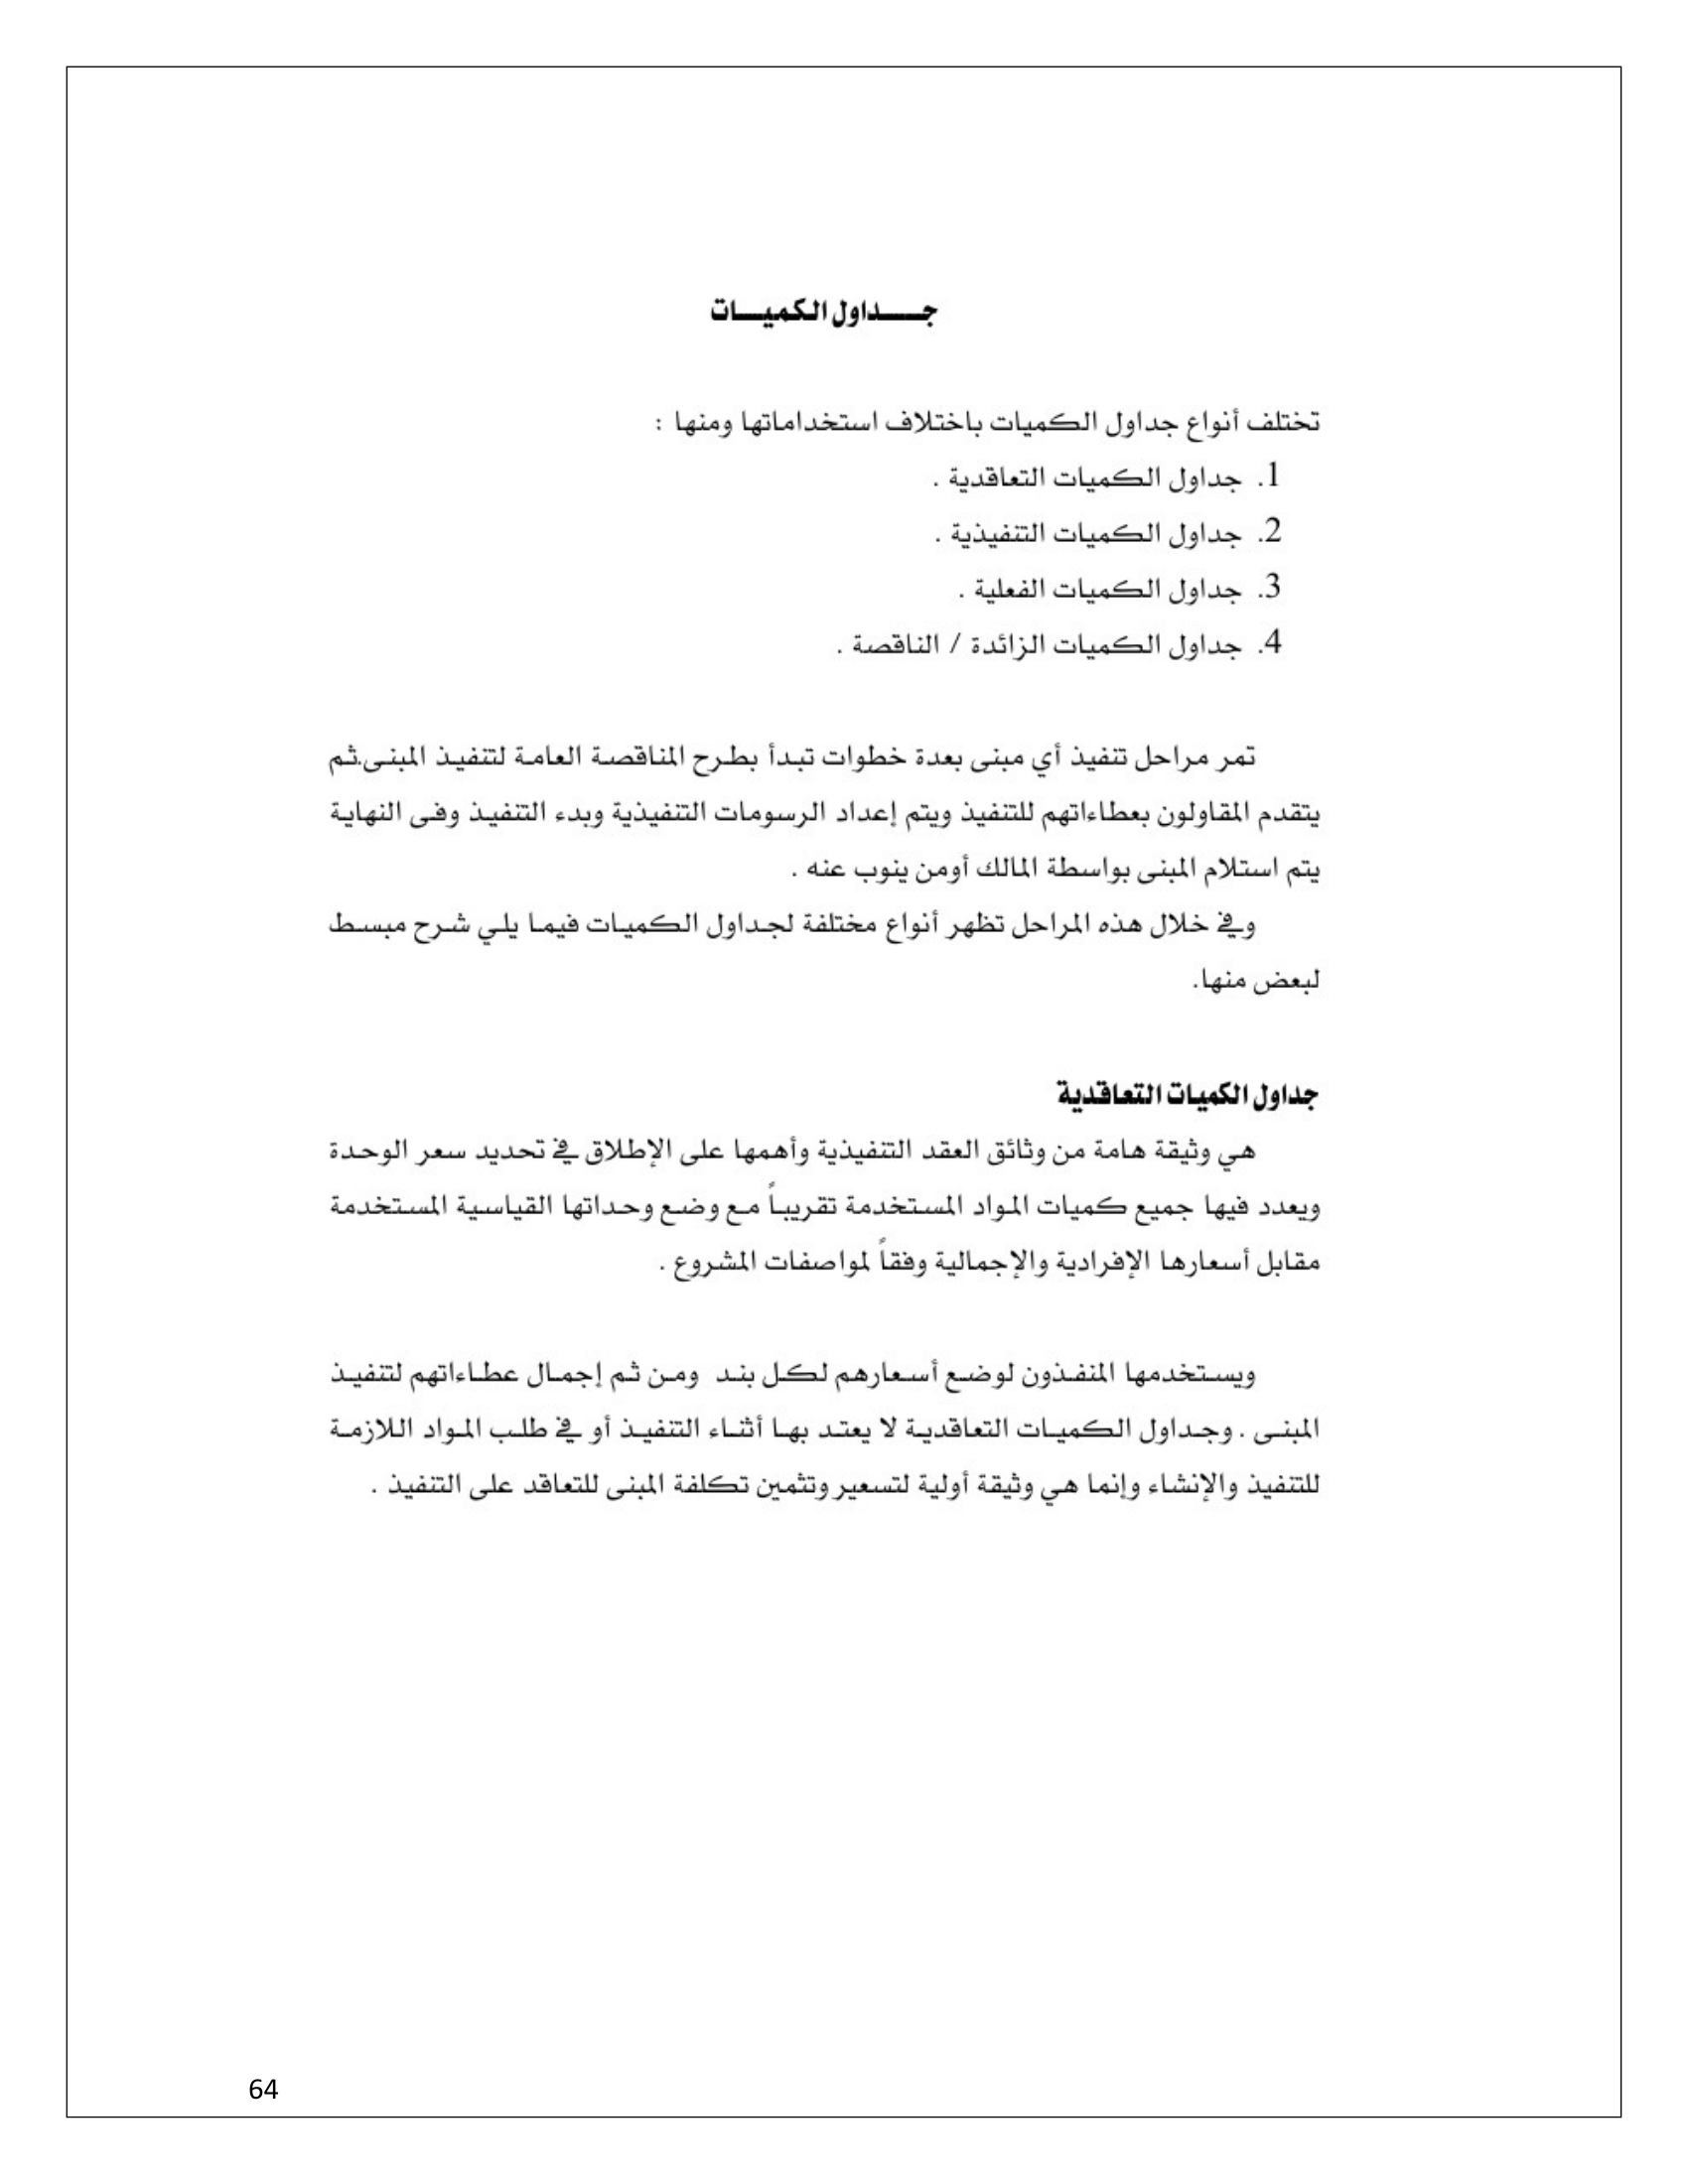 جــــداول الكميــات
تختلف أنواع جداول الكميات باختلاف استخداماتها ومنها :
1. جداول الكميات التعاقدية .
2. جداول الكميات التنفيذية .
3. جداول الكميات الفعلية .
4. جداول الكميات الزائدة / الناقصة .
تمر مراحل تنفيذ أي مبنى بعدة خطوات تبدأ بطرح المناقصة العامة لتنفيذ المبنى.ثم
يتقدم المقاولون بعطاءاتهم للتنفيذ ويتم إعداد الرسومات التنفيذية وبدء التنفيذ وفى النهاية
يتم استلام المبنى بواسطة المالك أومن ينوب عنه .
وفي خلال هذه المراحل تظهر أنواع مختلفة لجداول الكميات فيما يلي شرح مبسط
لبعض منها.
جداول الكميات التعاقدية
هي وثيقة هامة من وثائق العقد التنفيذية وأهمها على الإطلاق في تحديد سعر الوحدة
ويعدد فيها جميع كميات المواد المستخدمة تقريباً مع وضع وحداتها القياسية المستخدمة
مقابل أسعارها الإفرادية والإجمالية وفقاً لمواصفات المشروع .
ويستخدمها المنفذون لوضع أسعارهم لكل بند ومن ثم إجمال عطاءاتهم لتنفيذ
المبنى . وجداول الكميات التعاقدية لا يعتد بها أثناء التنفيذ أو في طلب المواد اللازمة
للتنفيذ والإنشاء وإنما هي وثيقة أولية لتسعير وتثمين تكلفة المبنى للتعاقد على التنفيذ .
64